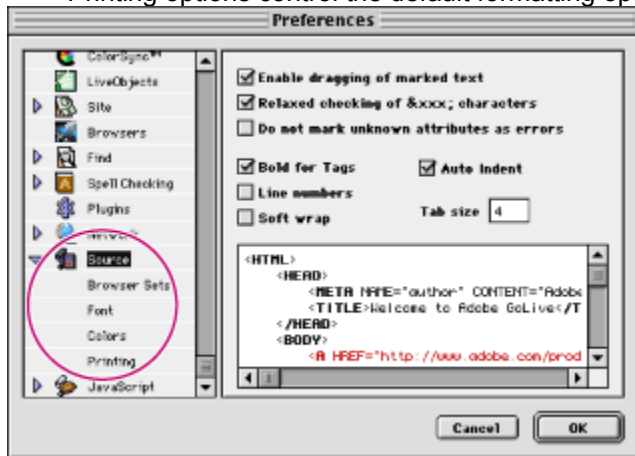 Printing options control the default formatting op
Preferences
ColorSync™
LiveObjects
Site
Browsers
Find
Spell Checking
Plugins
Network
Source
Browser Sets
Font
Colors
Printing
JavaScript
Enable dragging of marked text
Relaxed checking of &xxx; characters
Do not mark unknown attributes as errors
Bold for Tags
Auto Indent
Line numbers
Soft wrap
Tab size 4
<HTML>
<HEAD>
<META NAME="author" CONTENT="Adobe
<TITLE>Welcome to Adobe GoLive</T
</HEAD>
<BODY>
<A HREF="http://www.adobe.com/prod
Cancel
OK